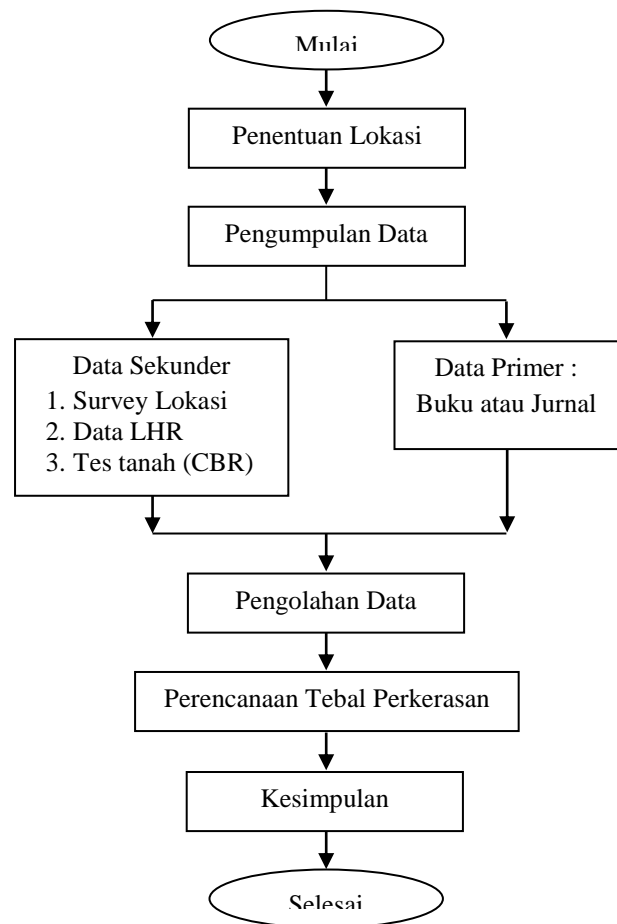 Mulai
Penentuan Lokasi
Pengumpulan Data
Data Sekunder
1. Survey Lokasi
2. Data LHR
3. Tes tanah (CBR)
Data Primer :
Buku atau Jurnal
Pengolahan Data
Perencanaan Tebal Perkerasan
Kesimpulan
Selesai